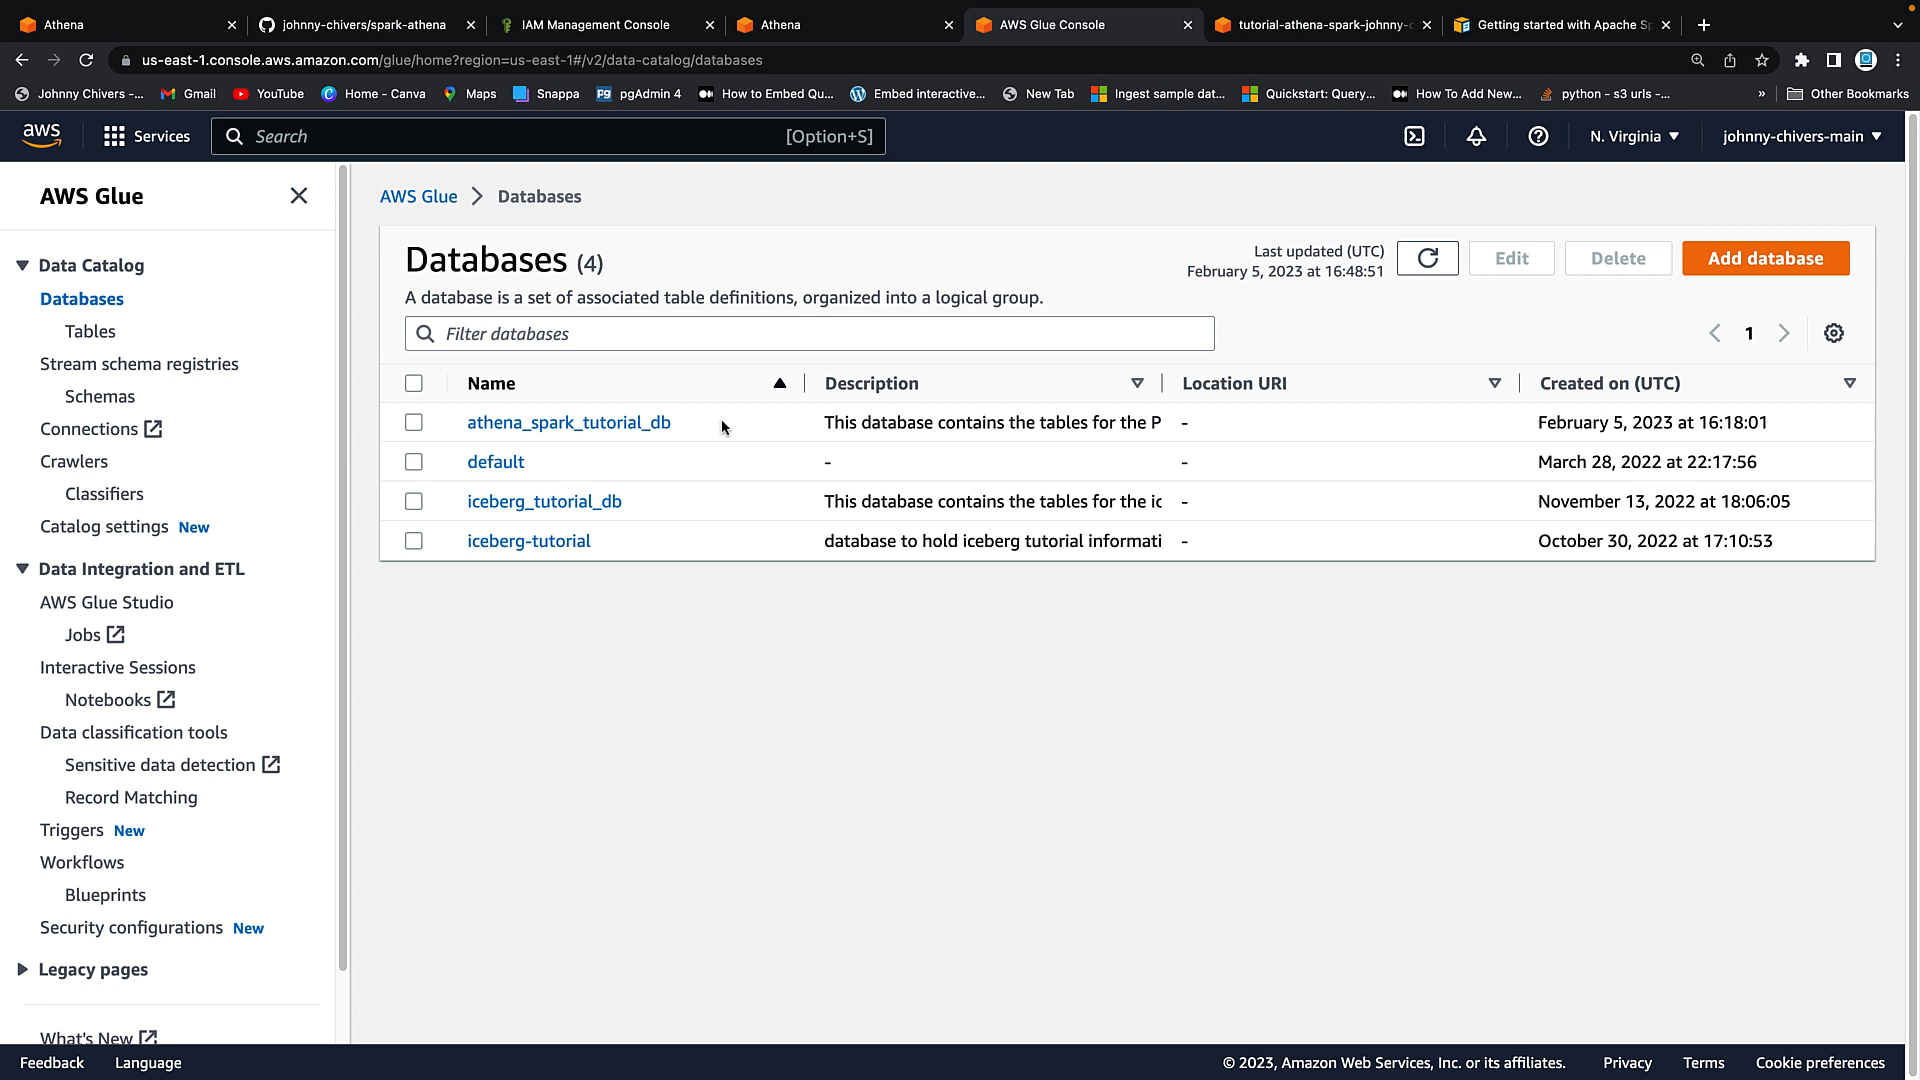 Athena
johnny-chivers/spark-athena
IAM Management Console
Athena
AWS Glue Console
tutorial-athena-spark-johnny-
Getting started with Apache Sp
us-east-1.console.aws.amazon.com/glue/home?region=us-east-1#/v2/data-catalog/databases
Johnny Chivers -...
Gmail
YouTube
Home - Canva
Maps
Snappa
pgAdmin 4
How to Embed Qu...
Embed interactive...
New Tab
Ingest sample dat...
Quickstart: Query...
How To Add New...
python - s3 urls -...
»
Other Bookmarks
aws
Services
Search
[Option+S]
N. Virginia
johnny-chivers-main
AWS Glue
Data Catalog
Databases
Tables
Stream schema registries
Schemas
Connections
Crawlers
Classifiers
Catalog settings New
Data Integration and ETL
AWS Glue Studio
Jobs
Interactive Sessions
Notebooks
Data classification tools
Sensitive data detection
Record Matching
Triggers New
Workflows
Blueprints
Security configurations New
Legacy pages
What's New
AWS Glue > Databases
Databases (4)
A database is a set of associated table definitions, organized into a logical group.
Last updated (UTC)
February 5, 2023 at 16:48:51
Edit
Delete
Add database
Filter databases
1
Name Description Location URI Created on (UTC)
athena_spark_tutorial_db This database contains the tables for the P - February 5, 2023 at 16:18:01
default - - March 28, 2022 at 22:17:56
iceberg_tutorial_db This database contains the tables for the ic - November 13, 2022 at 18:06:05
iceberg-tutorial database to hold iceberg tutorial informati - October 30, 2022 at 17:10:53
Feedback
Language
© 2023, Amazon Web Services, Inc. or its affiliates.
Privacy
Terms
Cookie preferences